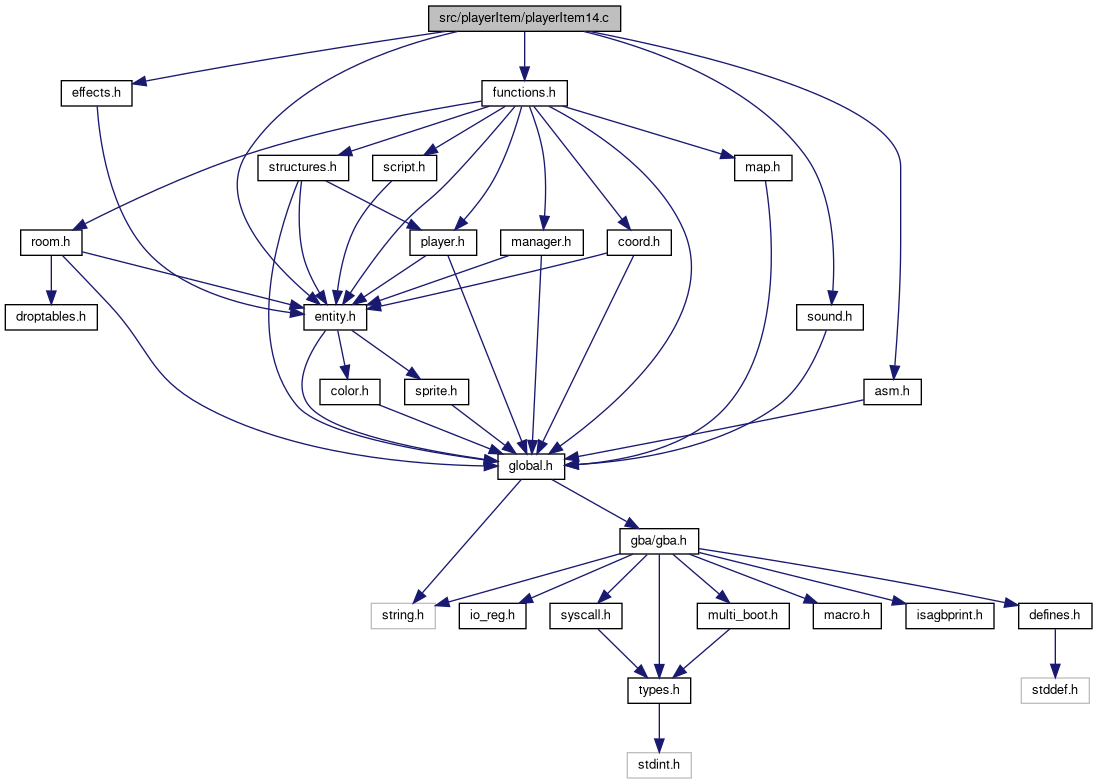 src/playerItem/playerItem14.c
effects.h
functions.h
structures.h
script.h
map.h
room.h
player.h
manager.h
coord.h
droptables.h
entity.h
sound.h
color.h
sprite.h
asm.h
global.h
gba/gba.h
string.h
io_reg.h
syscall.h
multi_boot.h
macro.h
isagbprint.h
defines.h
types.h
stddef.h
stdint.h